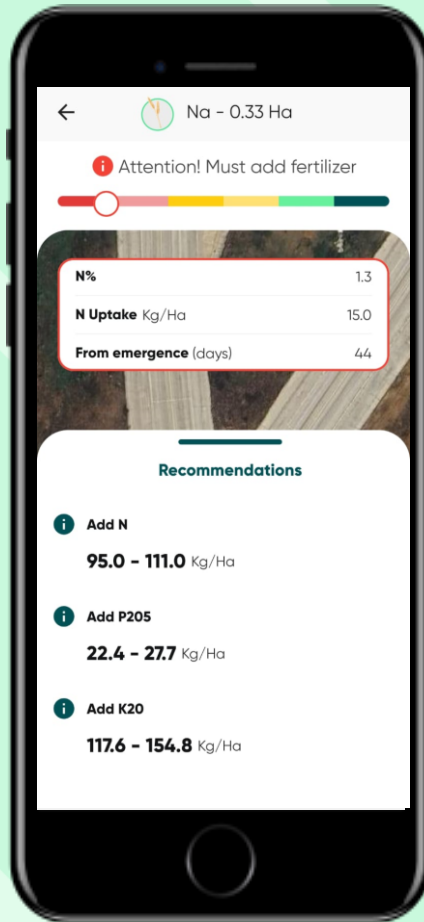 Na - 0.33 Ha
Attention! Must add fertilizer
N% 1.3
N Uptake Kg/Ha 15.0
From emergence (days) 44
Recommendations
Add N
95.0 - 111.0 Kg/Ha
Add P205
22.4 - 27.7 Kg/Ha
Add K20
117.6 - 154.8 Kg/Ha